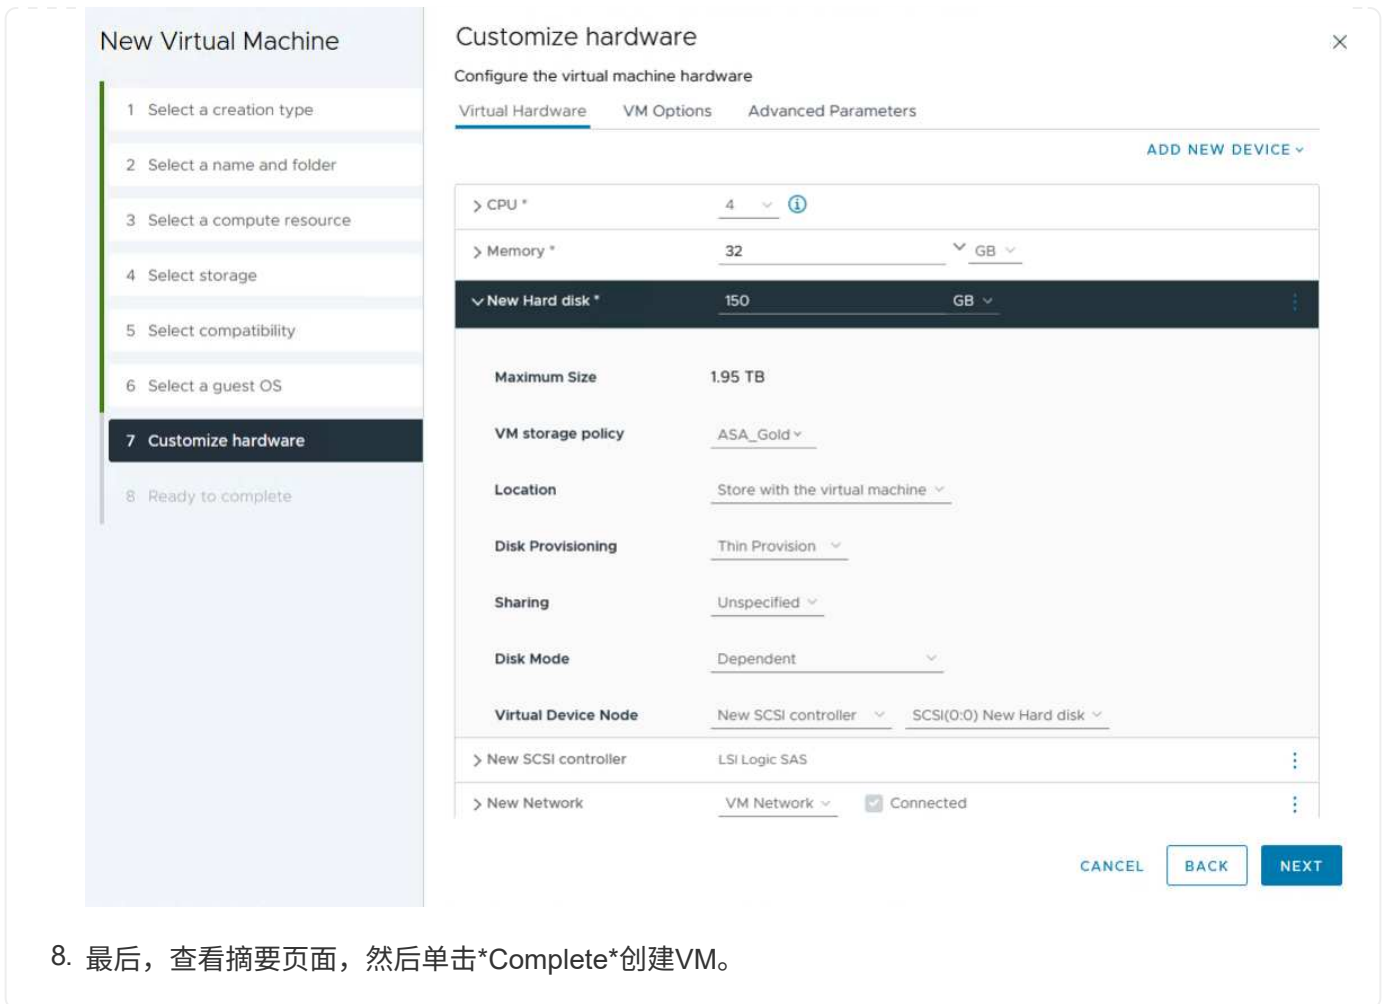 New Virtual Machine
1 Select a creation type
2 Select a name and folder
3 Select a compute resource
4 Select storage
5 Select compatibility
6 Select a guest OS
7 Customize hardware
8 Ready to complete
Customize hardware
Configure the virtual machine hardware
Virtual Hardware VM Options Advanced Parameters
ADD NEW DEVICE
CPU * 4
Memory * 32 GB
New Hard disk * 150 GB
Maximum Size 1.95 TB
VM storage policy ASA_Gold
Location Store with the virtual machine
Disk Provisioning Thin Provision
Sharing Unspecified
Disk Mode Dependent
Virtual Device Node New SCSI controller SCSI(0:0) New Hard disk
New SCSI controller LSI Logic SAS
New Network VM Network Connected
CANCEL BACK NEXT
8. 最后，查看摘要页面，然后单击*Complete*创建VM。